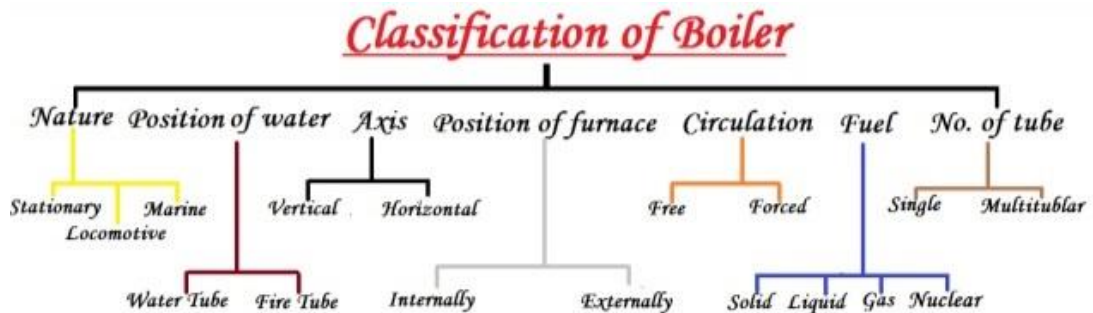 Classification of Boiler
Nature Position of water Axis Position of furnace Circulation Fuel No. of tube
Stationary Marine Vertical Horizontal Free Forced Single Multitublar
Locomotive
Water Tube Fire Tube Internally Externally Solid Liquid Gas Nuclear